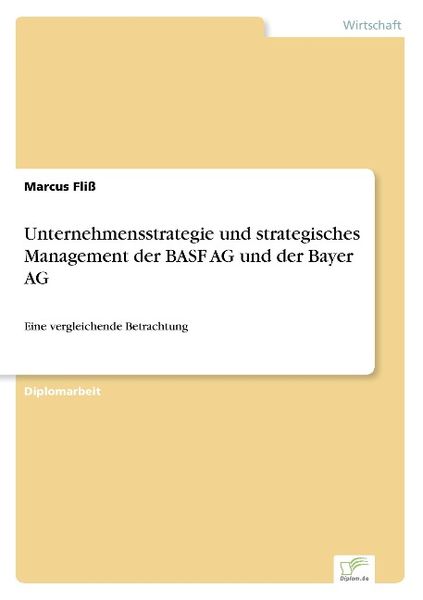 Wirtschaft
Marcus Fliß
Unternehmensstrategie und strategisches
Management der BASF AG und der Bayer
AG
Eine vergleichende Betrachtung
Diplomarbeit
Diplom.de